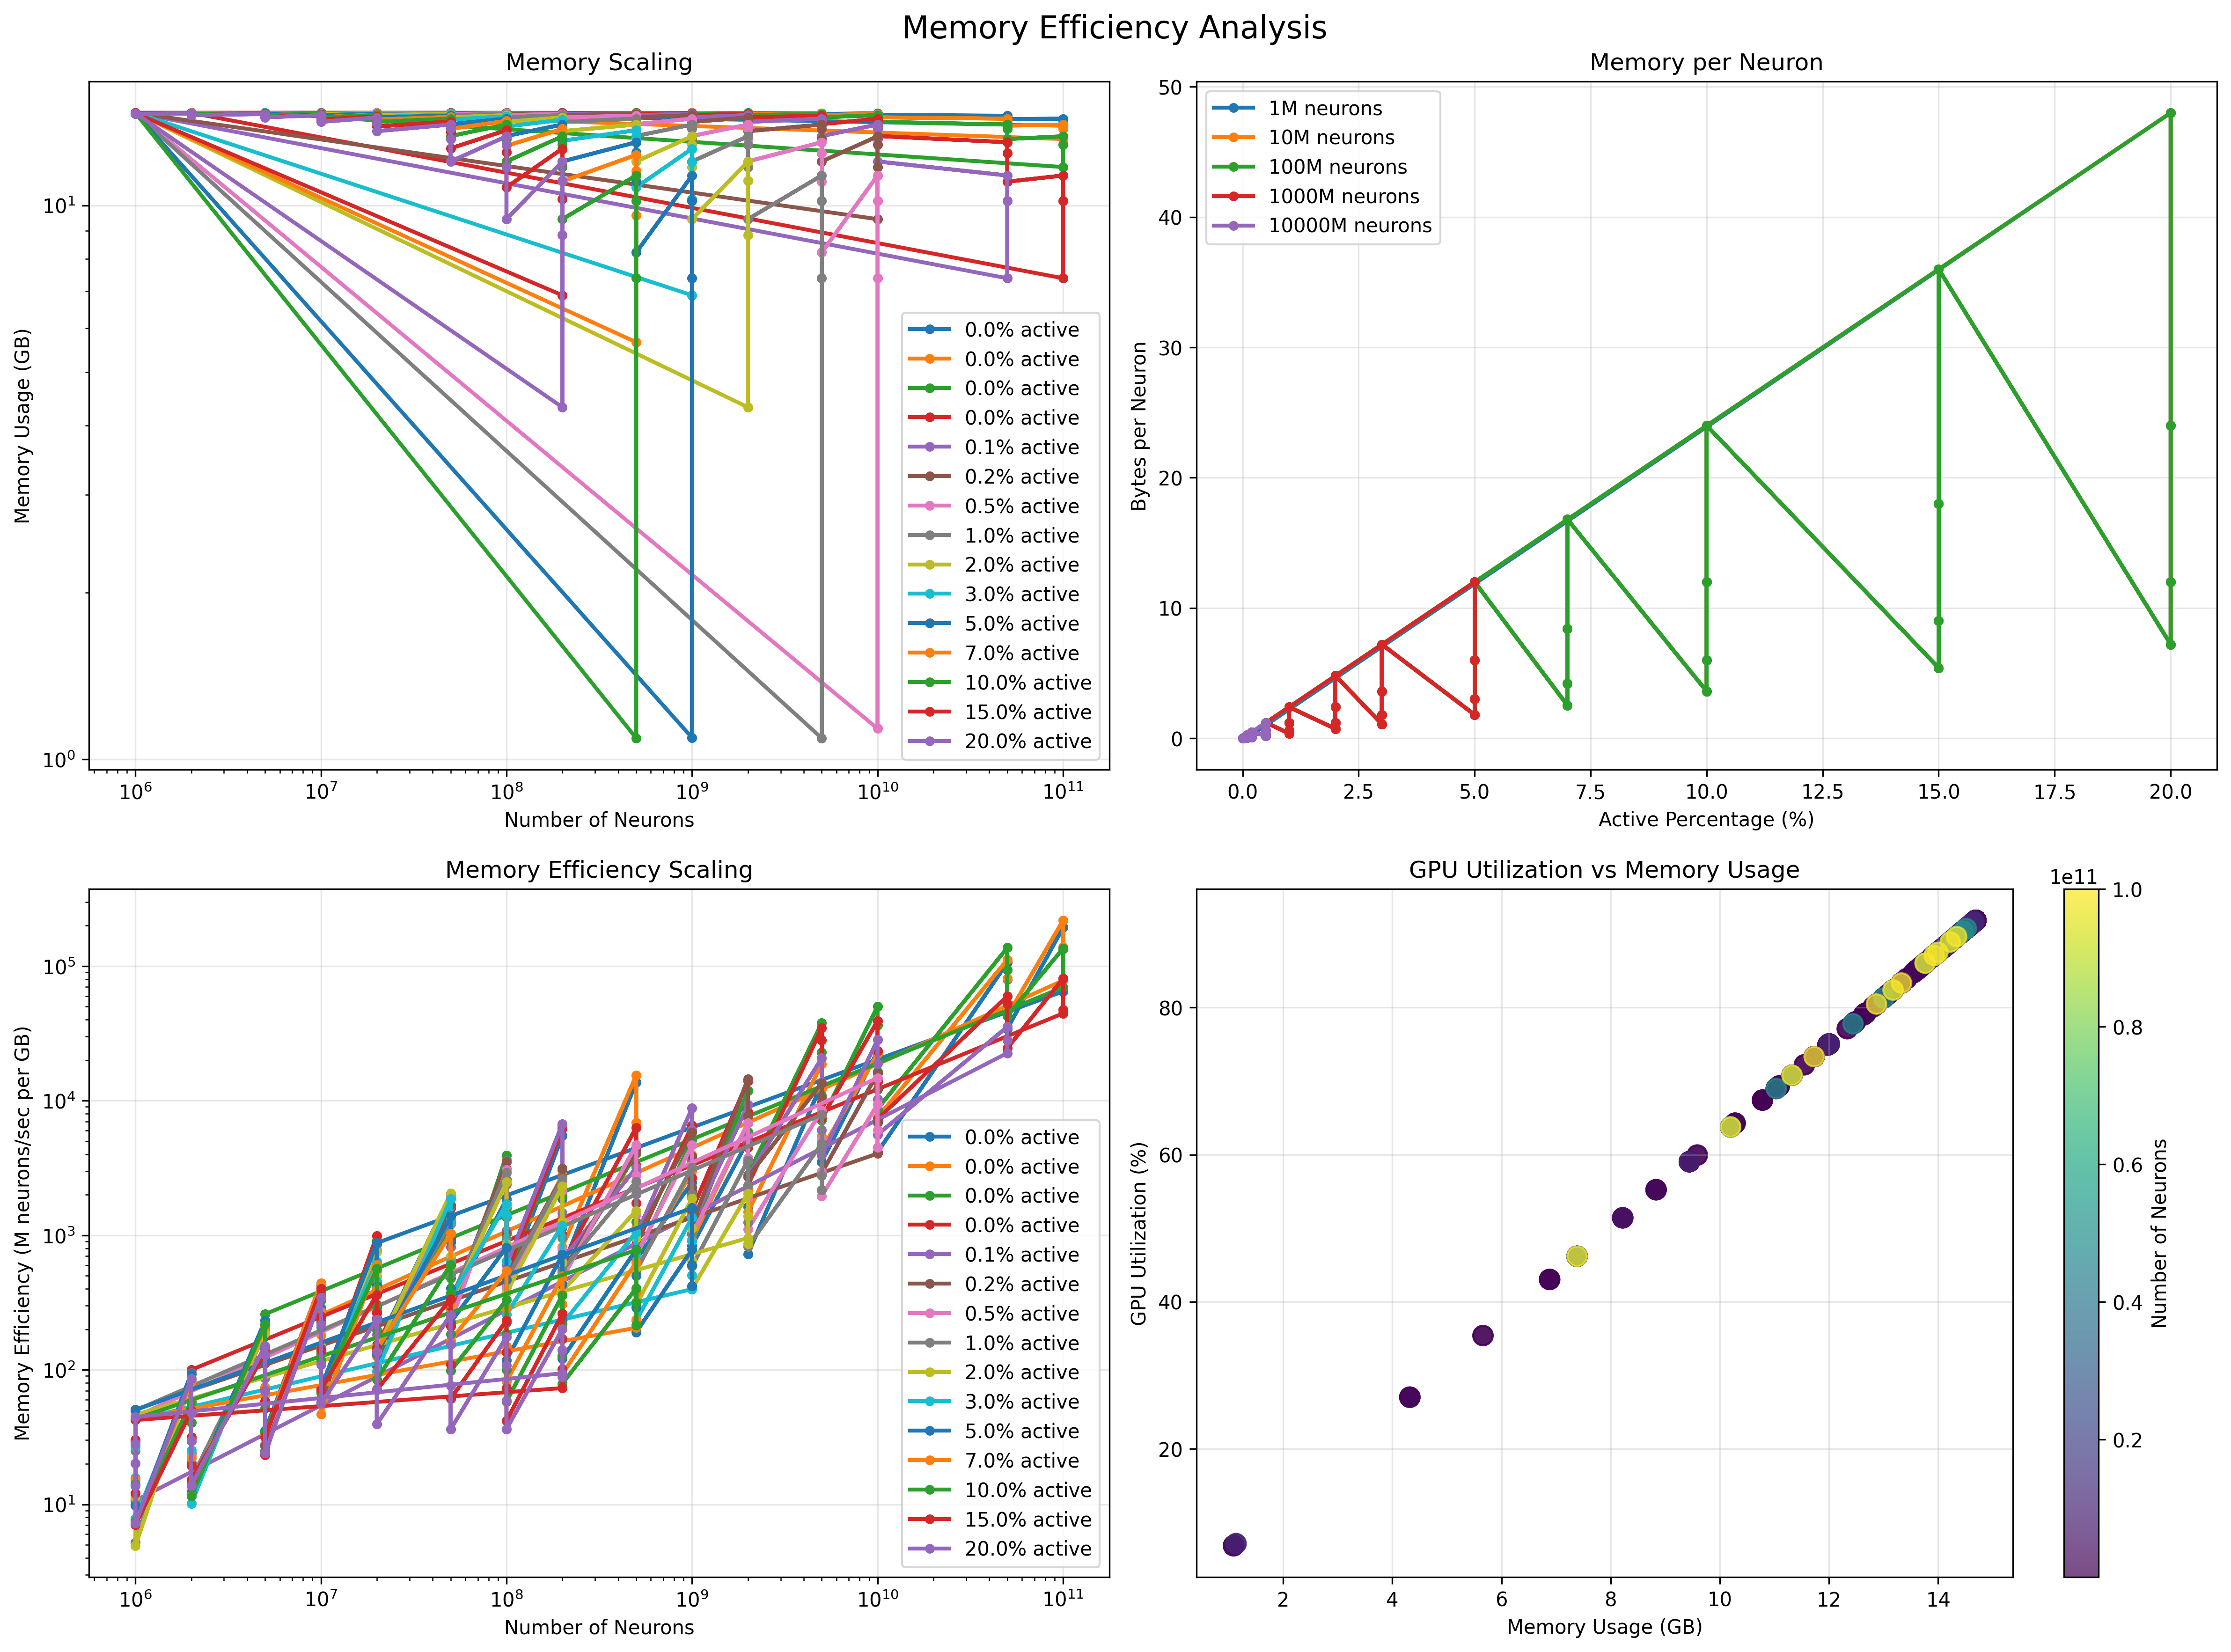 Memory Efficiency Analysis
Memory Scaling
Memory Usage (GB)
10¹
10⁰
10⁶ 10⁷ 10⁸ 10⁹ 10¹⁰ 10¹¹
Number of Neurons
0.0% active
0.0% active
0.0% active
0.0% active
0.1% active
0.2% active
0.5% active
1.0% active
2.0% active
3.0% active
5.0% active
7.0% active
10.0% active
15.0% active
20.0% active
Memory per Neuron
Bytes per Neuron
50
40
30
20
10
0
0.0 2.5 5.0 7.5 10.0 12.5 15.0 17.5 20.0
Active Percentage (%)
1M neurons
10M neurons
100M neurons
1000M neurons
10000M neurons
Memory Efficiency Scaling
Memory Efficiency (M neurons/sec per GB)
10⁵
10⁴
10³
10²
10¹
10⁶ 10⁷ 10⁸ 10⁹ 10¹⁰ 10¹¹
Number of Neurons
0.0% active
0.0% active
0.0% active
0.0% active
0.1% active
0.2% active
0.5% active
1.0% active
2.0% active
3.0% active
5.0% active
7.0% active
10.0% active
15.0% active
20.0% active
GPU Utilization vs Memory Usage
GPU Utilization (%)
80
60
40
20
2 4 6 8 10 12 14
Memory Usage (GB)
1e11
1.0
0.8
0.6
0.4
0.2
Number of Neurons